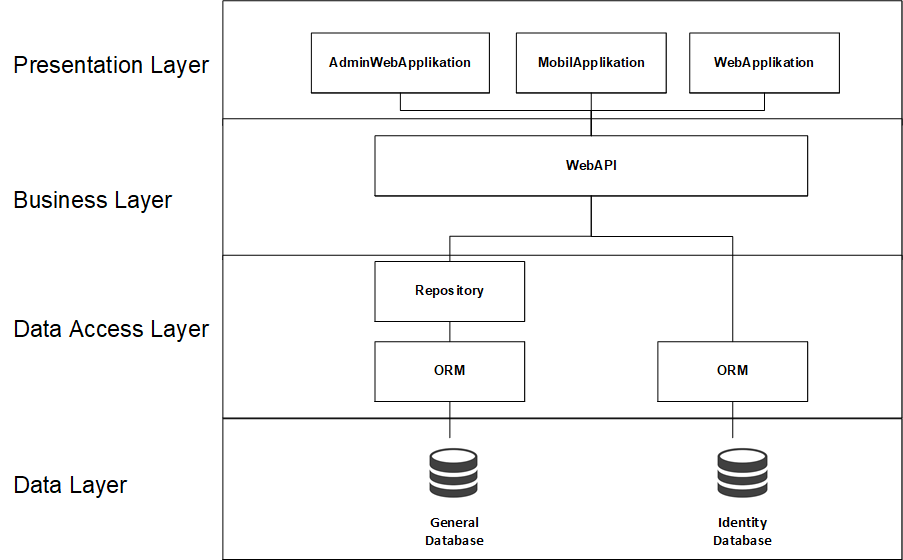 Presentation Layer
AdminWebApplikation
MobilApplikation
WebApplikation
Business Layer
WebAPI
Data Access Layer
Repository
ORM
ORM
Data Layer
General
Database
Identity
Database